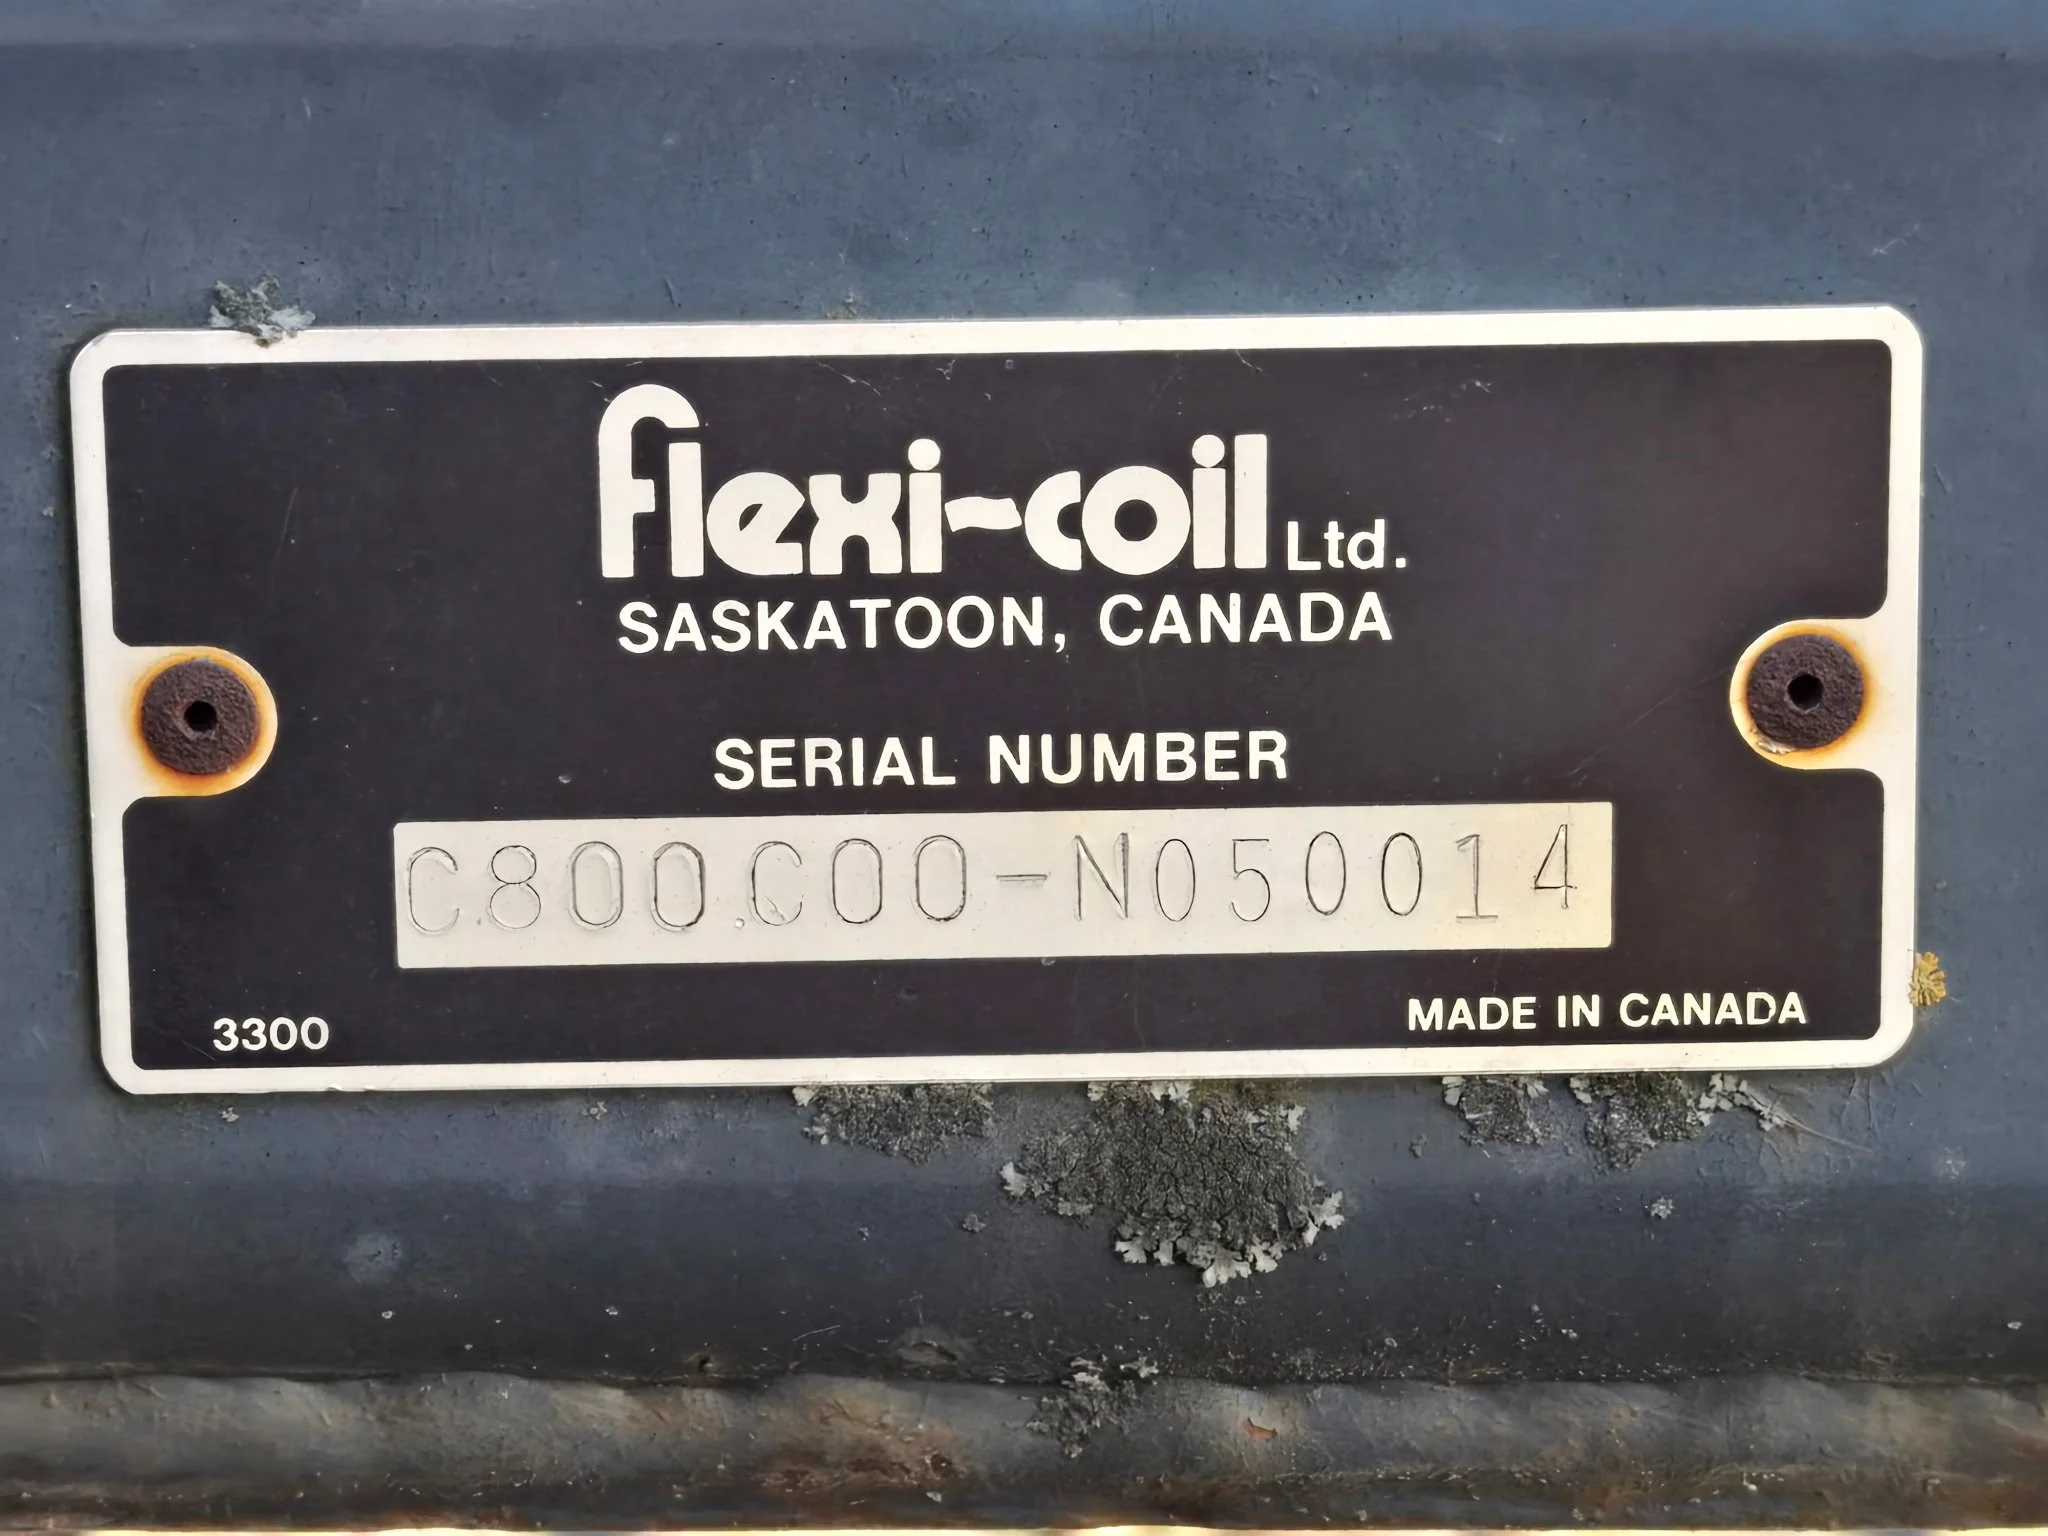 flexi-coil Ltd.
SASKATOON, CANADA
SERIAL NUMBER
C800.C00-N050014
3300
MADE IN CANADA